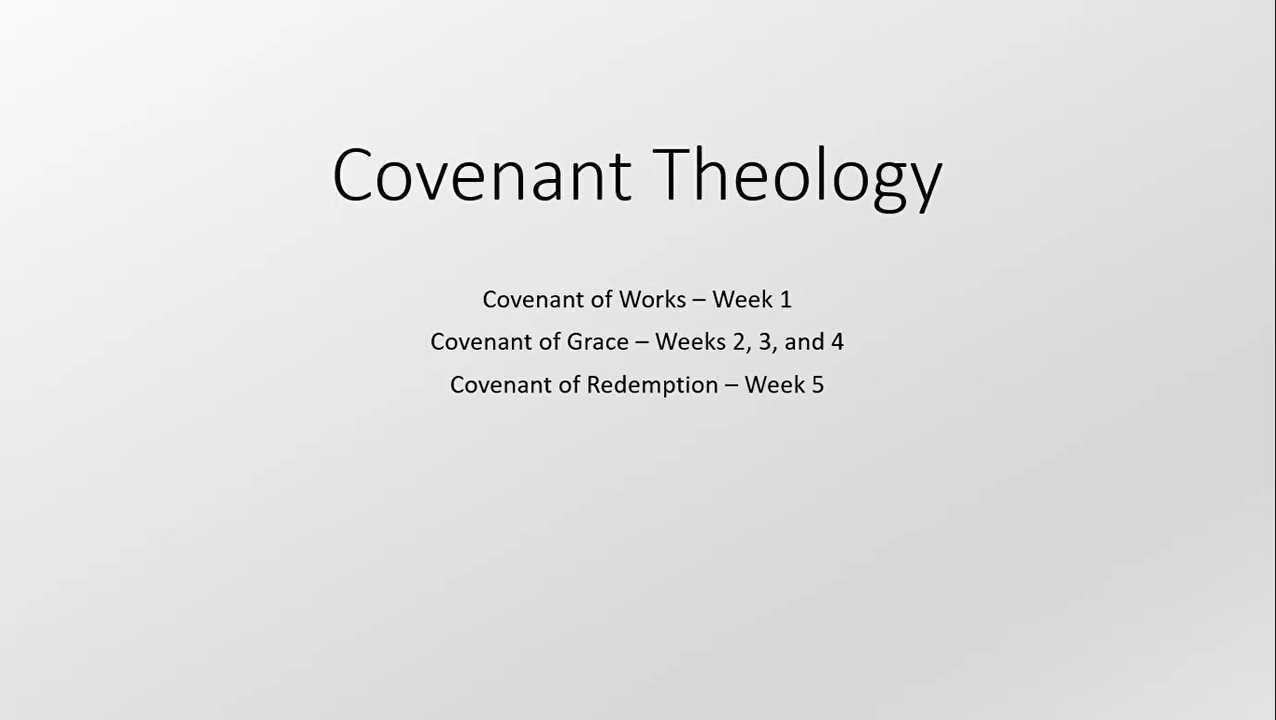 Covenant Theology
Covenant of Works – Week 1
Covenant of Grace – Weeks 2, 3, and 4
Covenant of Redemption – Week 5